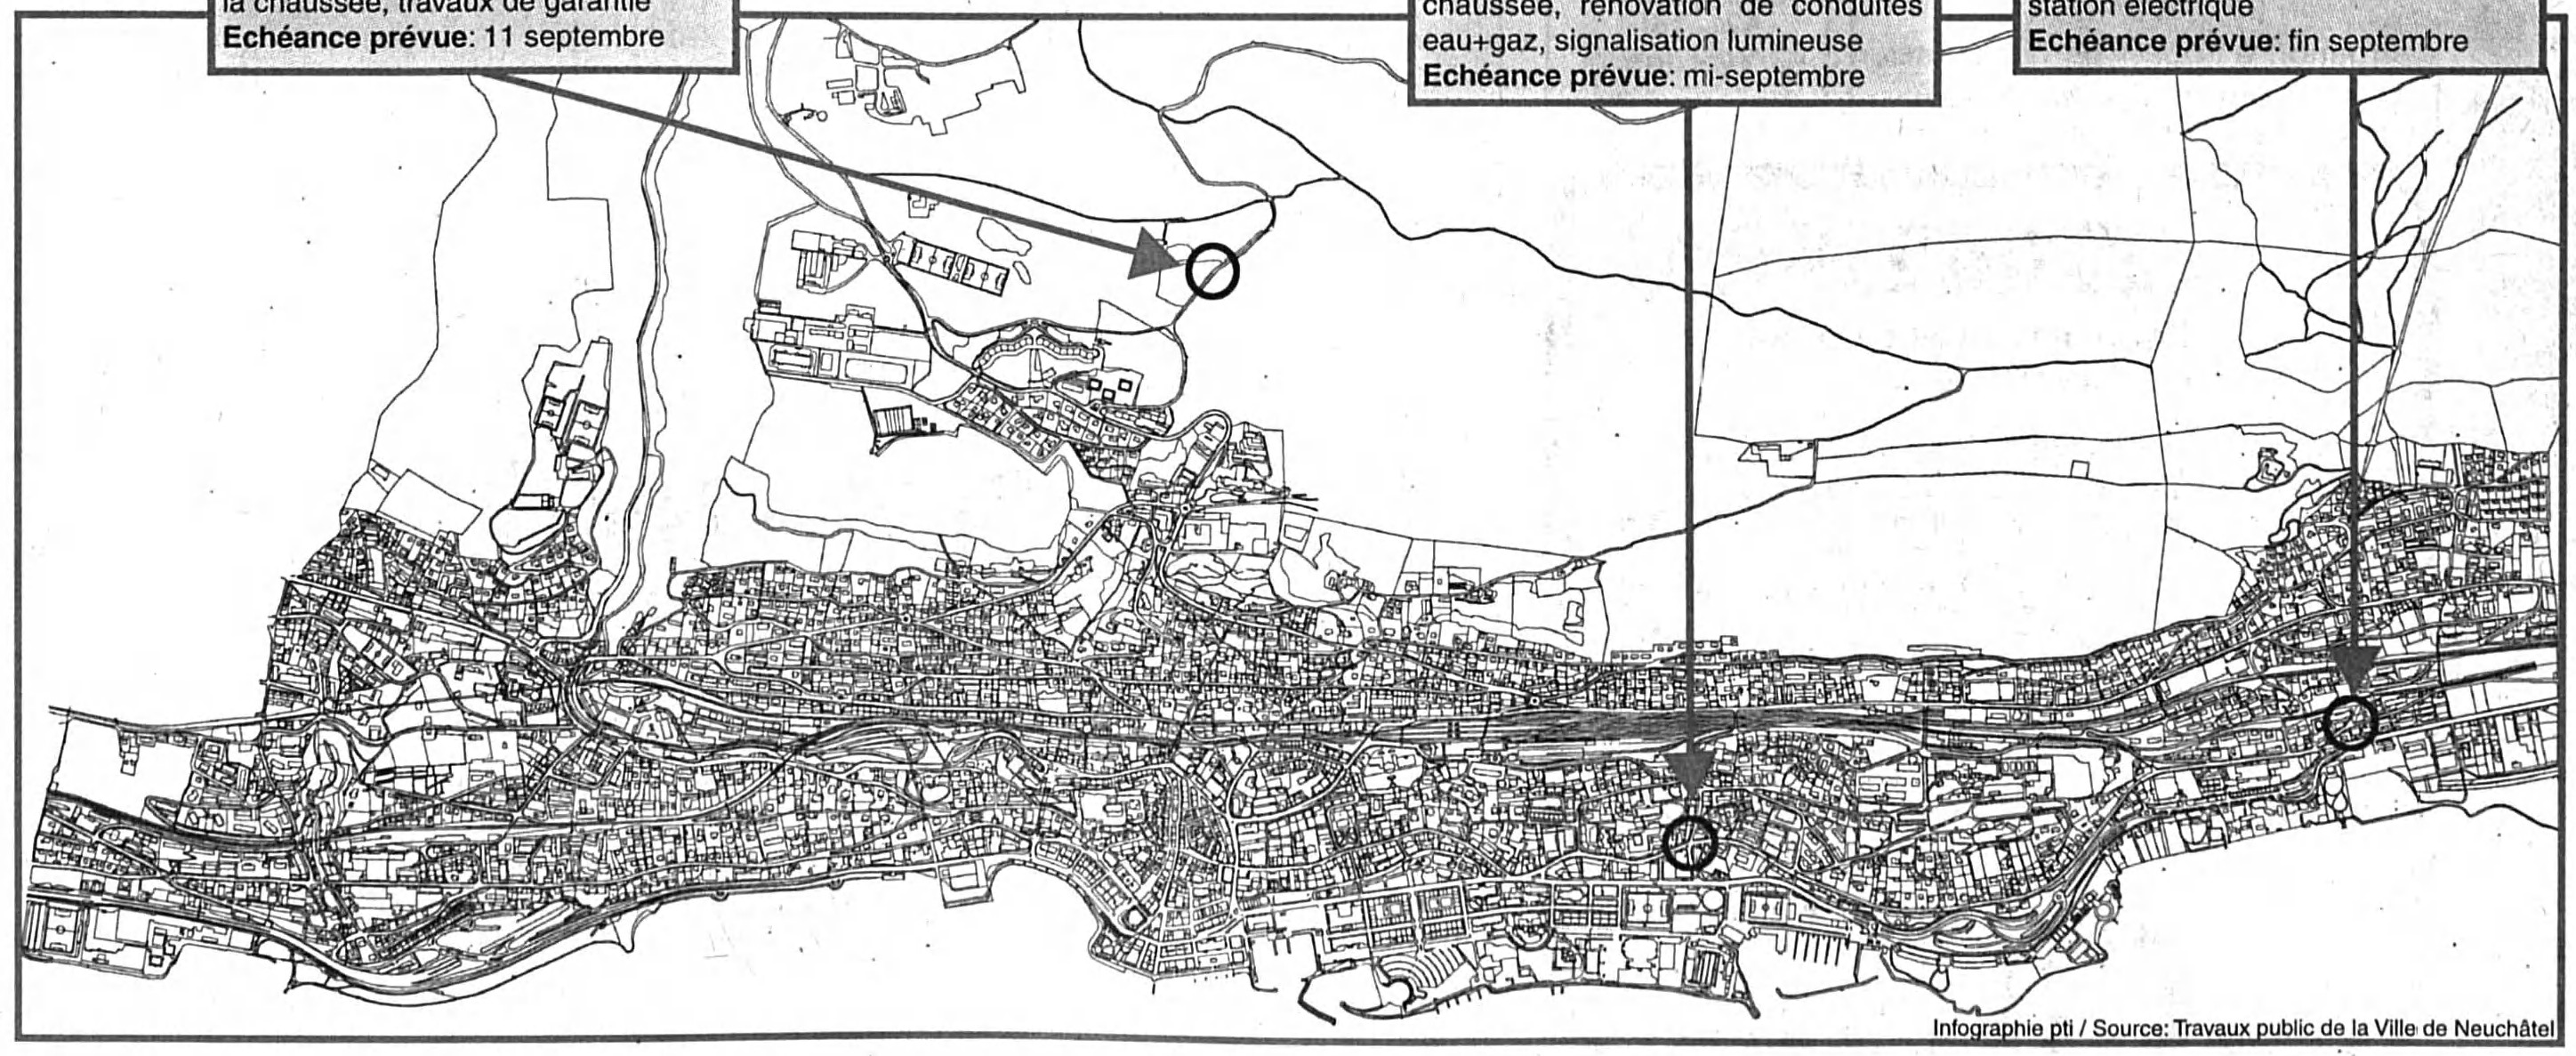 la chaussée, travaux de garantie
Echéance prévue: 11 septembre
chaussée, rénovation de conduites
eau+gaz, signalisation lumineuse
Echéance prévue: mi-septembre
station électrique
Echéance prévue: fin septembre
Infographie pti / Source: Travaux public de la Ville de Neuchâtel